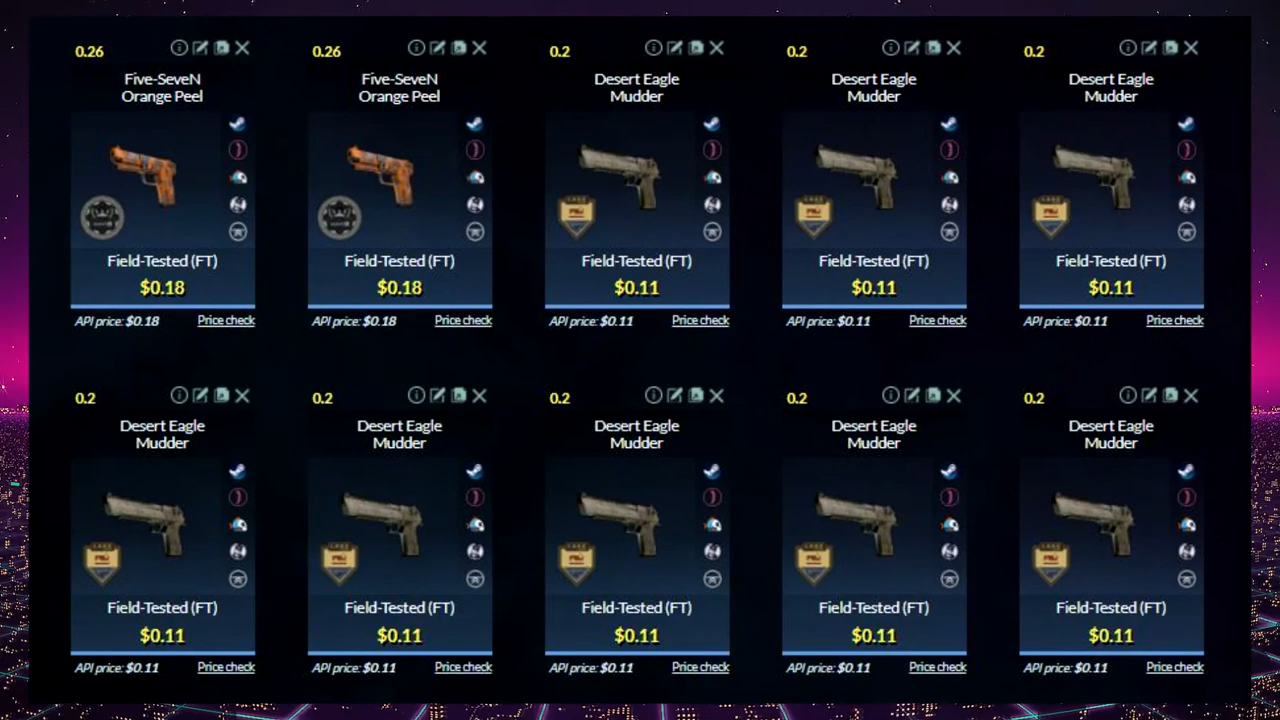 0.26
Five-SeveN
Orange Peel
Field-Tested (FT)
$0.18
API price: $0.18 Price check
0.26
Five-SeveN
Orange Peel
Field-Tested (FT)
$0.18
API price: $0.18 Price check
0.2
Desert Eagle
Mudder
Field-Tested (FT)
$0.11
API price: $0.11 Price check
0.2
Desert Eagle
Mudder
Field-Tested (FT)
$0.11
API price: $0.11 Price check
0.2
Desert Eagle
Mudder
Field-Tested (FT)
$0.11
API price: $0.11 Price check
0.2
Desert Eagle
Mudder
Field-Tested (FT)
$0.11
API price: $0.11 Price check
0.2
Desert Eagle
Mudder
Field-Tested (FT)
$0.11
API price: $0.11 Price check
0.2
Desert Eagle
Mudder
Field-Tested (FT)
$0.11
API price: $0.11 Price check
0.2
Desert Eagle
Mudder
Field-Tested (FT)
$0.11
API price: $0.11 Price check
0.2
Desert Eagle
Mudder
Field-Tested (FT)
$0.11
API price: $0.11 Price check